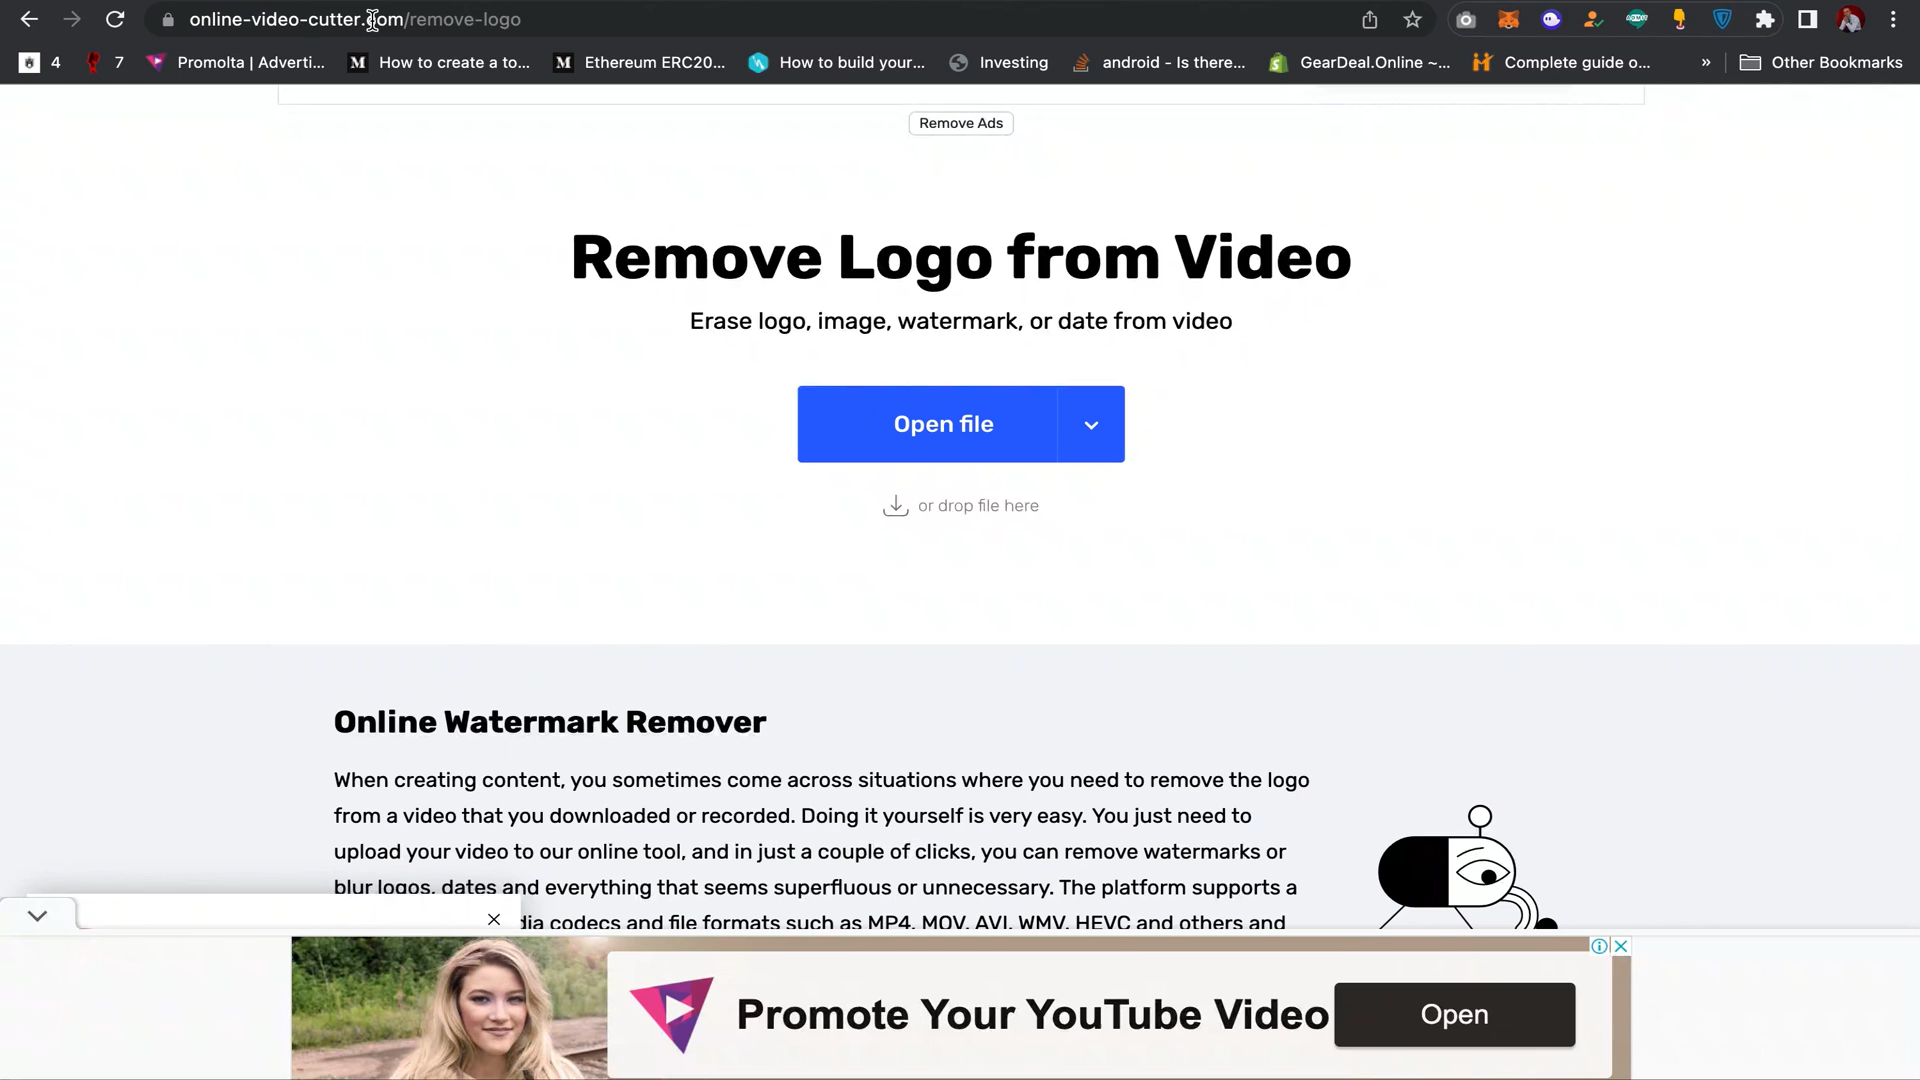 online-video-cutter.com/remove-logo
4
7
Promolta | Adverti...
How to create a to...
Ethereum ERC20...
How to build your...
Investing
android - Is there...
GearDeal.Online ~...
Complete guide o...
»
Other Bookmarks
Remove Ads
Remove Logo from Video
Erase logo, image, watermark, or date from video
Open file
or drop file here
Online Watermark Remover
When creating content, you sometimes come across situations where you need to remove the logo
from a video that you downloaded or recorded. Doing it yourself is very easy. You just need to
upload your video to our online tool, and in just a couple of clicks, you can remove watermarks or
blur logos, dates and everything that seems superfluous or unnecessary. The platform supports a
codecs and file formats such as MP4, MOV, AVI, WMV, HEVC and others and
Promote Your YouTube Video
Open